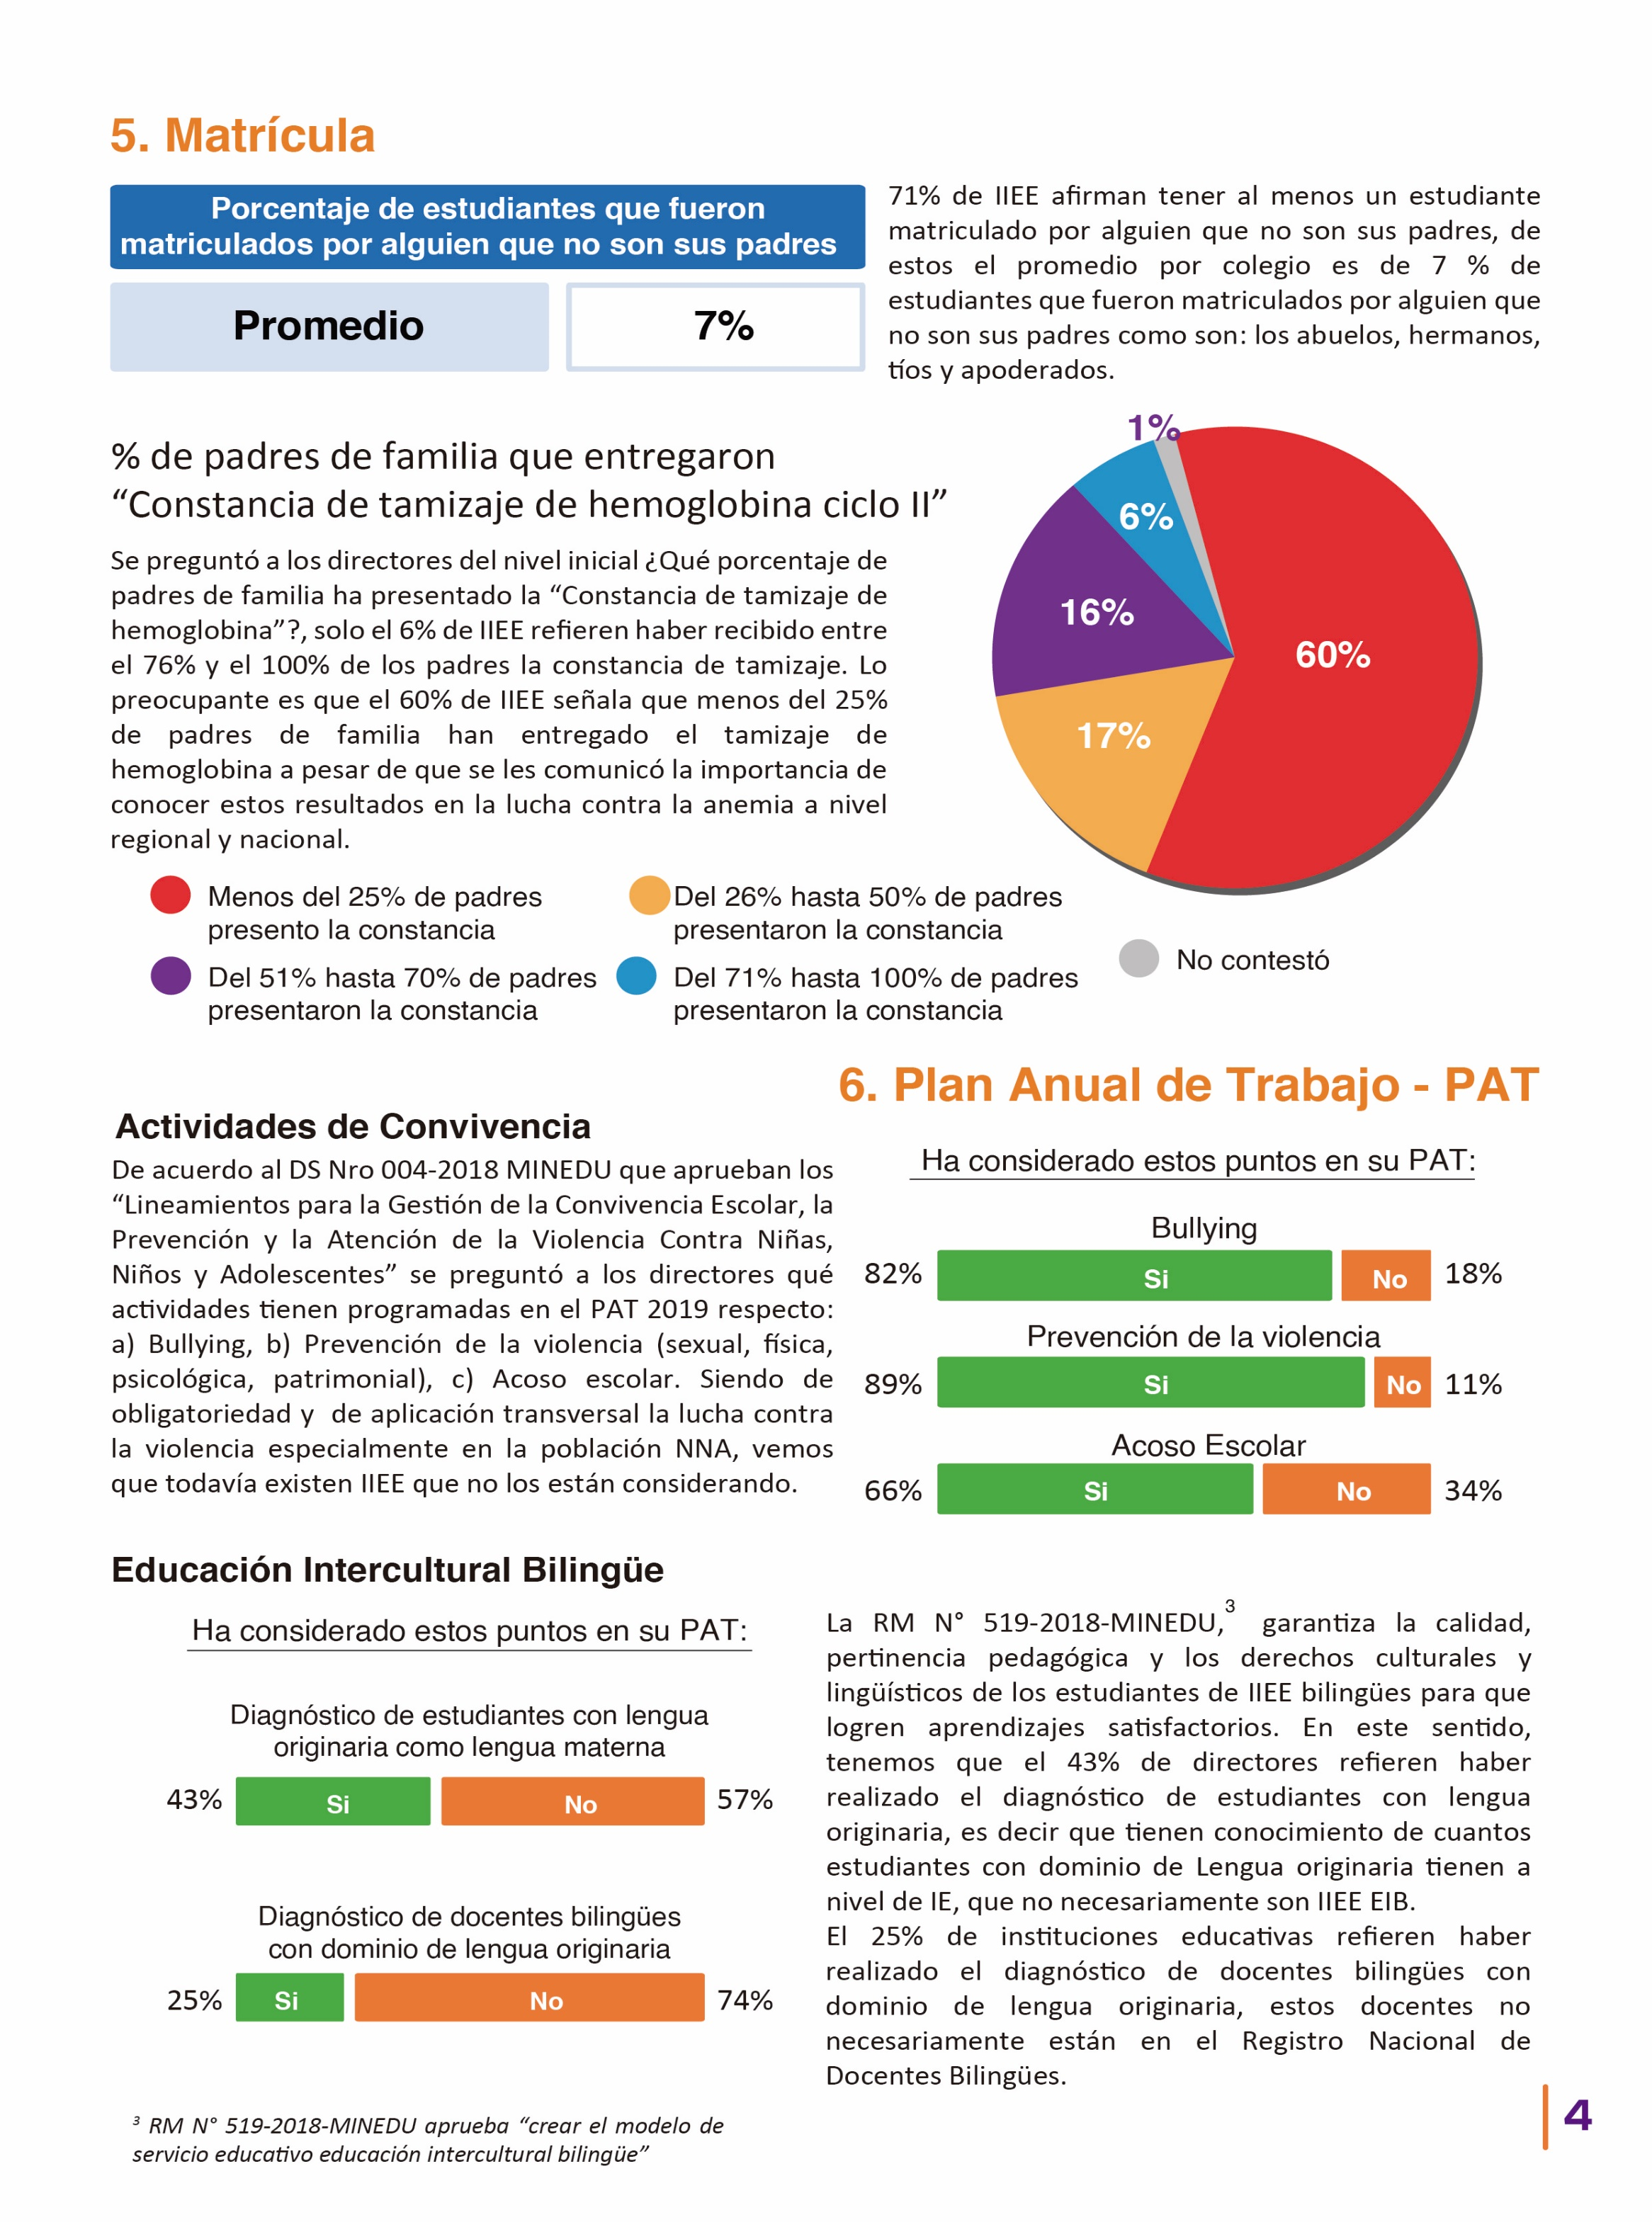 5. Matrícula
Porcentaje de estudiantes que fueron
matriculados por alguien que no son sus padres
Promedio
7%
71% de IIEE afirman tener al menos un estudiante
matriculado por alguien que no son sus padres, de
estos el promedio por colegio es de 7 % de
estudiantes que fueron matriculados por alguien que
no son sus padres como son: los abuelos, hermanos,
tíos y apoderados.
% de padres de familia que entregaron
“Constancia de tamizaje de hemoglobina ciclo II”
Se preguntó a los directores del nivel inicial ¿Qué porcentaje de
padres de familia ha presentado la “Constancia de tamizaje de
hemoglobina”?, solo el 6% de IIEE refieren haber recibido entre
el 76% y el 100% de los padres la constancia de tamizaje. Lo
preocupante es que el 60% de IIEE señala que menos del 25%
de padres de familia han entregado el tamizaje de
hemoglobina a pesar de que se les comunicó la importancia de
conocer estos resultados en la lucha contra la anemia a nivel
regional y nacional.
1%
6%
16%
60%
17%
Menos del 25% de padres
presento la constancia
Del 26% hasta 50% de padres
presentaron la constancia
Del 51% hasta 70% de padres
presentaron la constancia
Del 71% hasta 100% de padres
presentaron la constancia
No contestó
6. Plan Anual de Trabajo - PAT
Actividades de Convivencia
De acuerdo al DS Nro 004-2018 MINEDU que aprueban los
“Lineamientos para la Gestión de la Convivencia Escolar, la
Prevención y la Atención de la Violencia Contra Niñas,
Niños y Adolescentes” se preguntó a los directores qué
actividades tienen programadas en el PAT 2019 respecto:
a) Bullying, b) Prevención de la violencia (sexual, física,
psicológica, patrimonial), c) Acoso escolar. Siendo de
obligatoriedad y de aplicación transversal la lucha contra
la violencia especialmente en la población NNA, vemos
que todavía existen IIEE que no los están considerando.
Ha considerado estos puntos en su PAT:
Bullying
82% Si No 18%
Prevención de la violencia
89% Si No 11%
Acoso Escolar
66% Si No 34%
Educación Intercultural Bilingüe
Ha considerado estos puntos en su PAT:
Diagnóstico de estudiantes con lengua
originaria como lengua materna
43% Si No 57%
Diagnóstico de docentes bilingües
con dominio de lengua originaria
25% Si No 74%
La RM N° 519-2018-MINEDU,³ garantiza la calidad,
pertinencia pedagógica y los derechos culturales y
lingüísticos de los estudiantes de IIEE bilingües para que
logren aprendizajes satisfactorios. En este sentido,
tenemos que el 43% de directores refieren haber
realizado el diagnóstico de estudiantes con lengua
originaria, es decir que tienen conocimiento de cuantos
estudiantes con dominio de Lengua originaria tienen a
nivel de IE, que no necesariamente son IIEE EIB.
El 25% de instituciones educativas refieren haber
realizado el diagnóstico de docentes bilingües con
dominio de lengua originaria, estos docentes no
necesariamente están en el Registro Nacional de
Docentes Bilingües.
³ RM N° 519-2018-MINEDU aprueba “crear el modelo de
servicio educativo educación intercultural bilingüe”
4